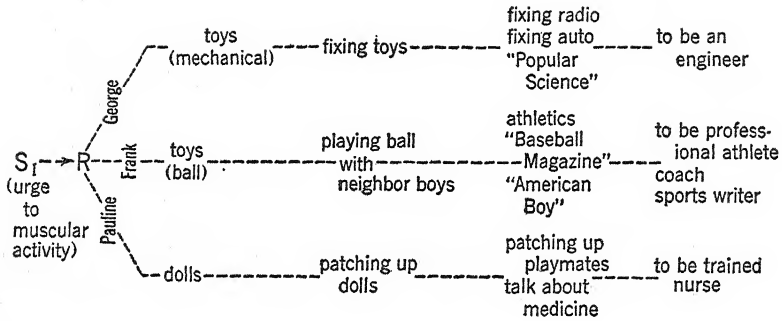 George
toys
(mechanical)
fixing toys
fixing radio
fixing auto
"Popular
Science"
to be an
engineer
S₁
R
(urge
to
muscular
activity)
Frank
toys
(ball)
playing ball
with
neighbor boys
athletics
"Baseball
Magazine"
"American
Boy"
to be profess-
ional athlete
coach
sports writer
Pauline
dolls
patching up
dolls
patching up
playmates
talk about
medicine
to be trained
nurse